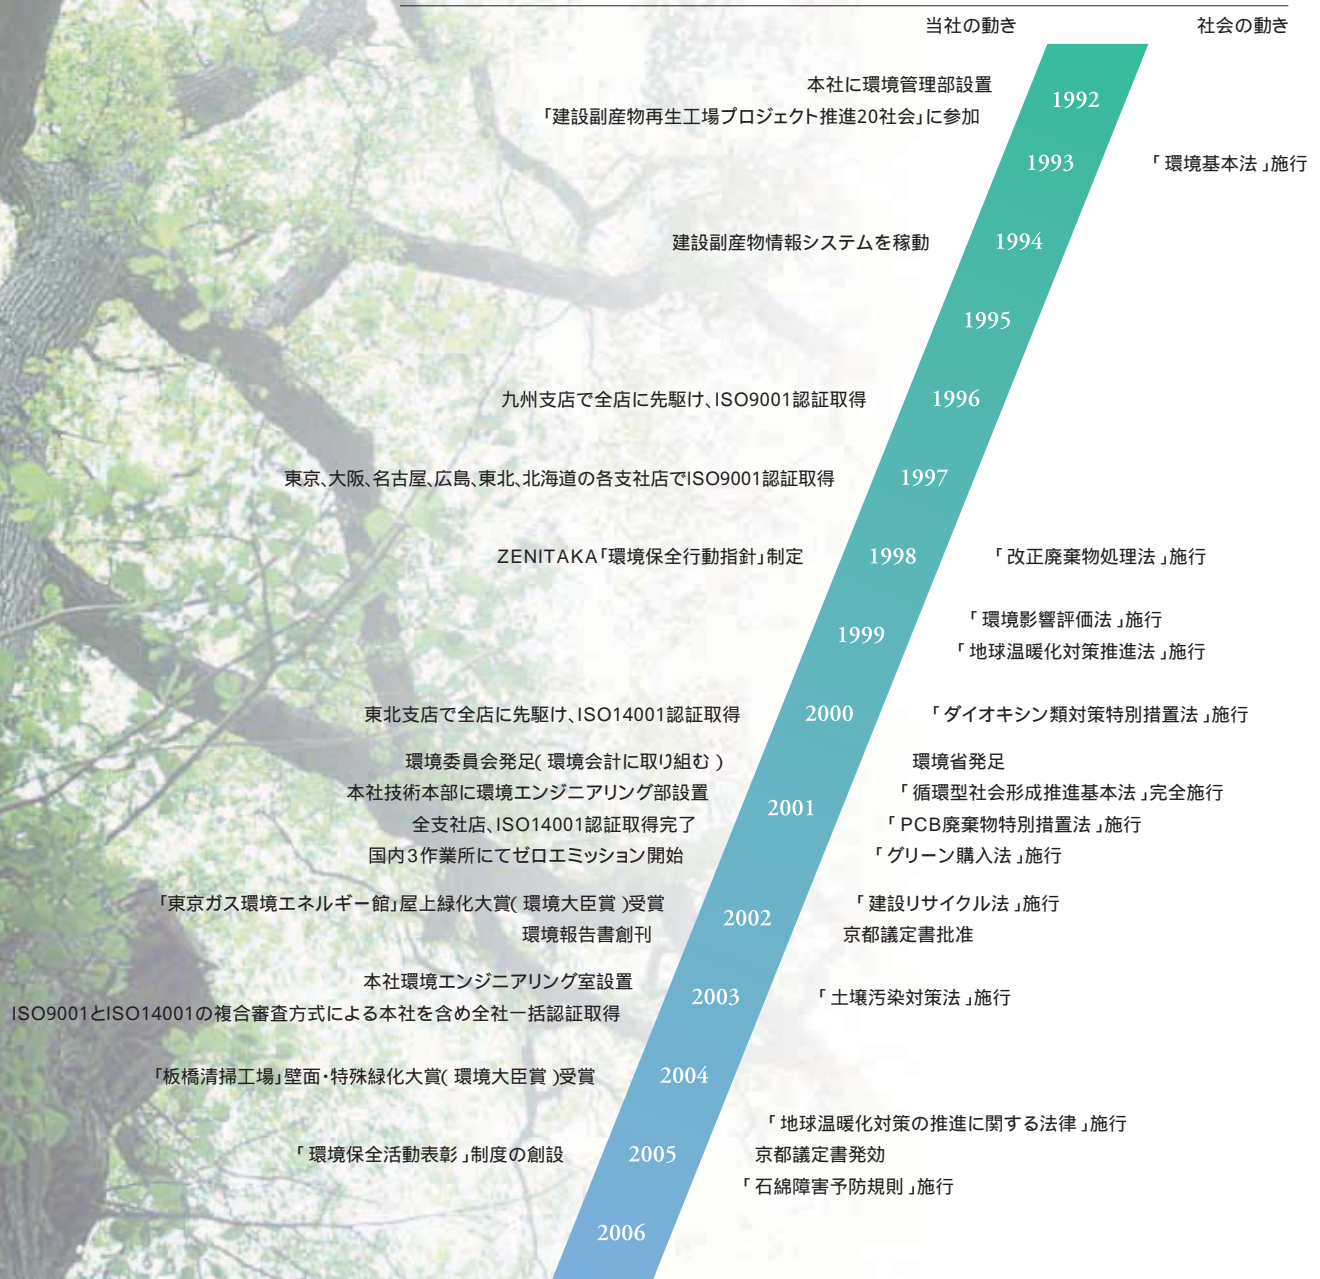 当社の動き
社会の動き
本社に環境管理部設置
「建設副産物再生工場プロジェクト推進20社会」に参加
1992
1993
「環境基本法」施行
建設副産物情報システムを稼動
1994
1995
九州支店で全店に先駆け、ISO9001認証取得
1996
東京、大阪、名古屋、広島、東北、北海道の各支社店でISO9001認証取得
1997
ZENITAKA「環境保全行動指針」制定
1998
「改正廃棄物処理法」施行
1999
「環境影響評価法」施行
「地球温暖化対策推進法」施行
東北支店で全店に先駆け、ISO14001認証取得
2000
「ダイオキシン類対策特別措置法」施行
環境委員会発足(環境会計に取り組む)
本社技術本部に環境エンジニアリング部設置
全支社店、ISO14001認証取得完了
国内3作業所にてゼロエミッション開始
2001
環境省発足
「循環型社会形成推進基本法」完全施行
「PCB廃棄物特別措置法」施行
「グリーン購入法」施行
「東京ガス環境エネルギー館」屋上緑化大賞(環境大臣賞)受賞
環境報告書創刊
2002
「建設リサイクル法」施行
京都議定書批准
本社環境エンジニアリング室設置
ISO9001とISO14001の複合審査方式による本社を含め全社一括認証取得
2003
「土壌汚染対策法」施行
「板橋清掃工場」壁面・特殊緑化大賞(環境大臣賞)受賞
2004
「環境保全活動表彰」制度の創設
2005
「地球温暖化対策の推進に関する法律」施行
京都議定書発効
「石綿障害予防規則」施行
2006